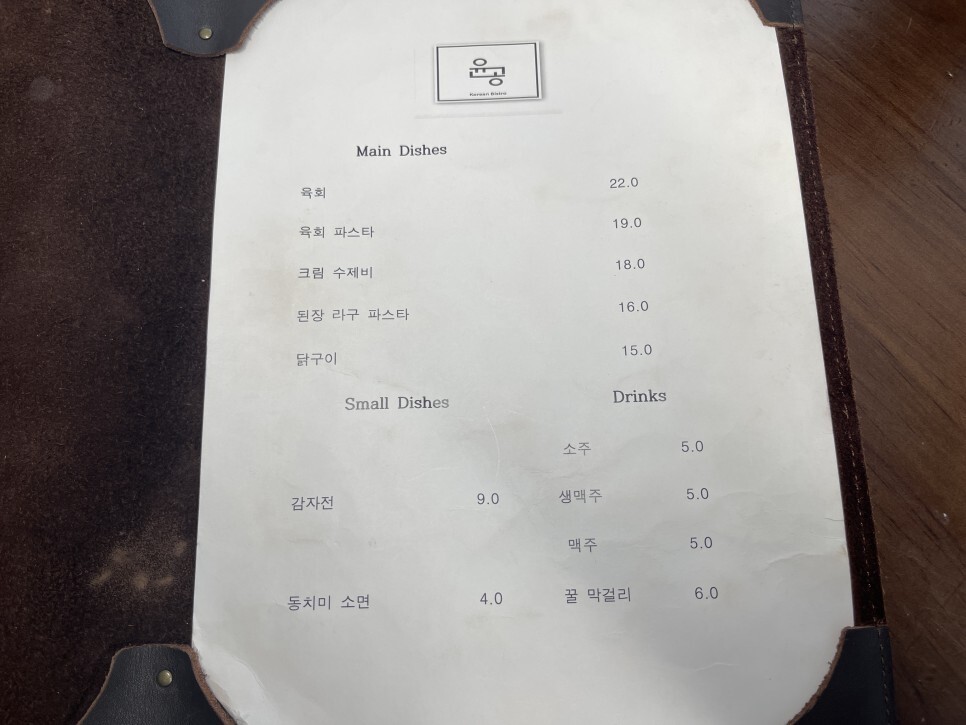 윤공
Korean Bistro
Main Dishes
육회 22.0
육회 파스타 19.0
크림 수제비 18.0
된장 라구 파스타 16.0
닭구이 15.0
Small Dishes
감자전 9.0
동치미 소면 4.0
Drinks
소주 5.0
생맥주 5.0
맥주 5.0
꿀 막걸리 6.0